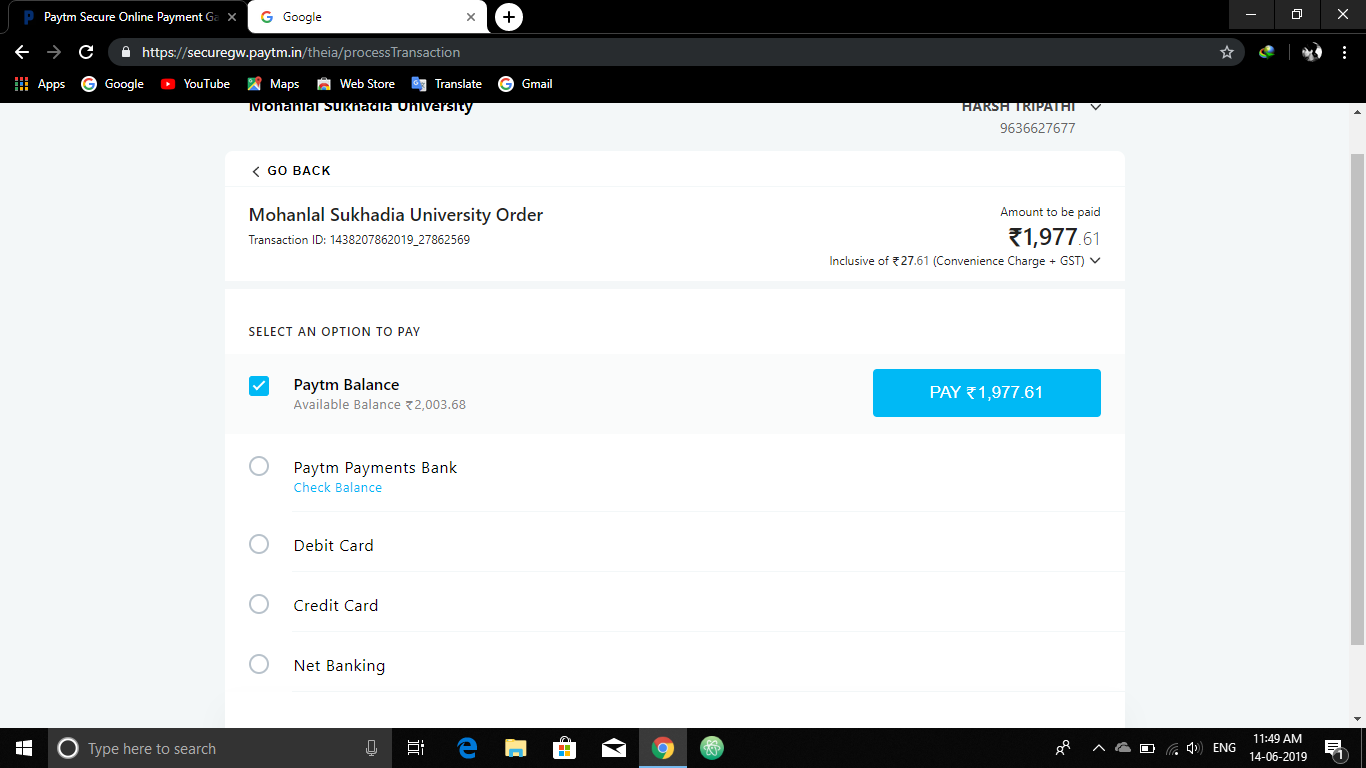 Paytm Secure Online Payment Ga
Google
https://securegw.paytm.in/theia/processTransaction
Apps Google YouTube Maps Web Store Translate Gmail
Mohanlal Sukhadia University
HARSH TRIPATHI
9636627677
GO BACK
Mohanlal Sukhadia University Order
Transaction ID: 1438207862019_27862569
Amount to be paid
₹1,977.61
Inclusive of ₹27.61 (Convenience Charge + GST)
SELECT AN OPTION TO PAY
Paytm Balance
Available Balance ₹2,003.68
PAY ₹1,977.61
Paytm Payments Bank
Check Balance
Debit Card
Credit Card
Net Banking
Type here to search
ENG
11:49 AM
14-06-2019
1